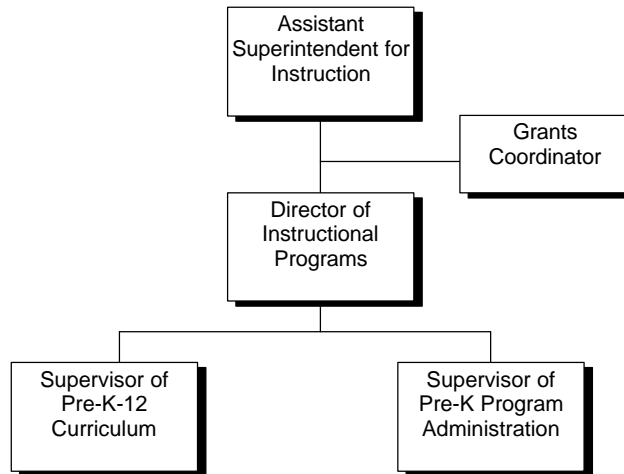 Assistant
Superintendent for
Instruction
Grants
Coordinator
Director of
Instructional
Programs
Supervisor of
Pre-K-12
Curriculum
Supervisor of
Pre-K Program
Administration